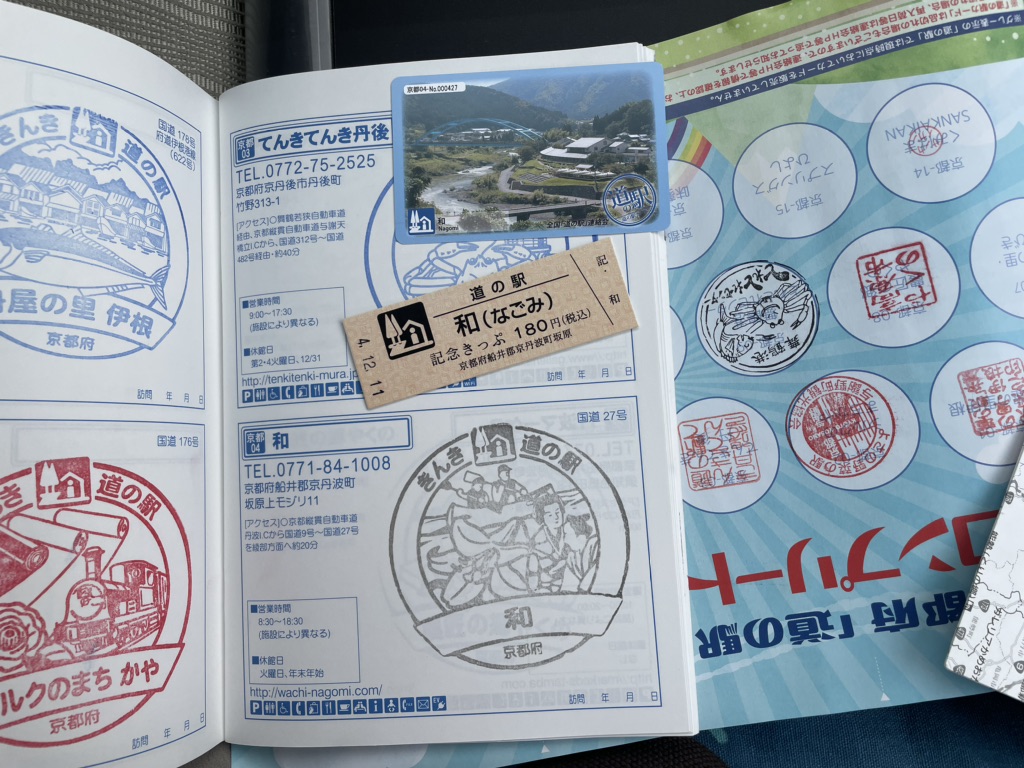 国道 178号
府道伊根港線
(622号)
きんき 道の駅
舟屋の里 伊根
京都府
訪問 年 月 日
国道 176号
道の駅
シルクのまち かや
京都府
訪問 年 月 日
京都
03
てんきてんき丹後
TEL.0772-75-2525
京都府京丹後市丹後町
竹野313-1
[アクセス]○舞鶴若狭自動車道
経由、京都縦貫自動車道与謝天
橋立I.Cから、国道312号~国道
482号経由・約40分
■営業時間
9:00~17:30
(施設により異なる)
■休館日
第2・4火曜日、12/31
http://tenkitenki-mura.jp
訪問 年 月 日
京都04-No.000427
和
Nagomi
道の駅
道の駅
和(なごみ)
記念きっぷ 180円(税込)
京都府船井郡京丹波町坂原
記・和
4. 12. 11
京都
04
和
国道 27号
TEL.0771-84-1008
京都府船井郡京丹波町
坂原上モジリ11
[アクセス]○京都縦貫自動車道
丹波I.Cから国道9号~国道27号
を綾部方面へ約20分
■営業時間
8:30~18:30
(施設により異なる)
■休館日
火曜日、年末年始
http://wachi-nagomi.com/
訪問 年 月 日
きんき 道の駅
和
京都府
SANKAIKAN
京都-14
スプリングス
ひよし
京都-15
コンプリート
都府「道の駅